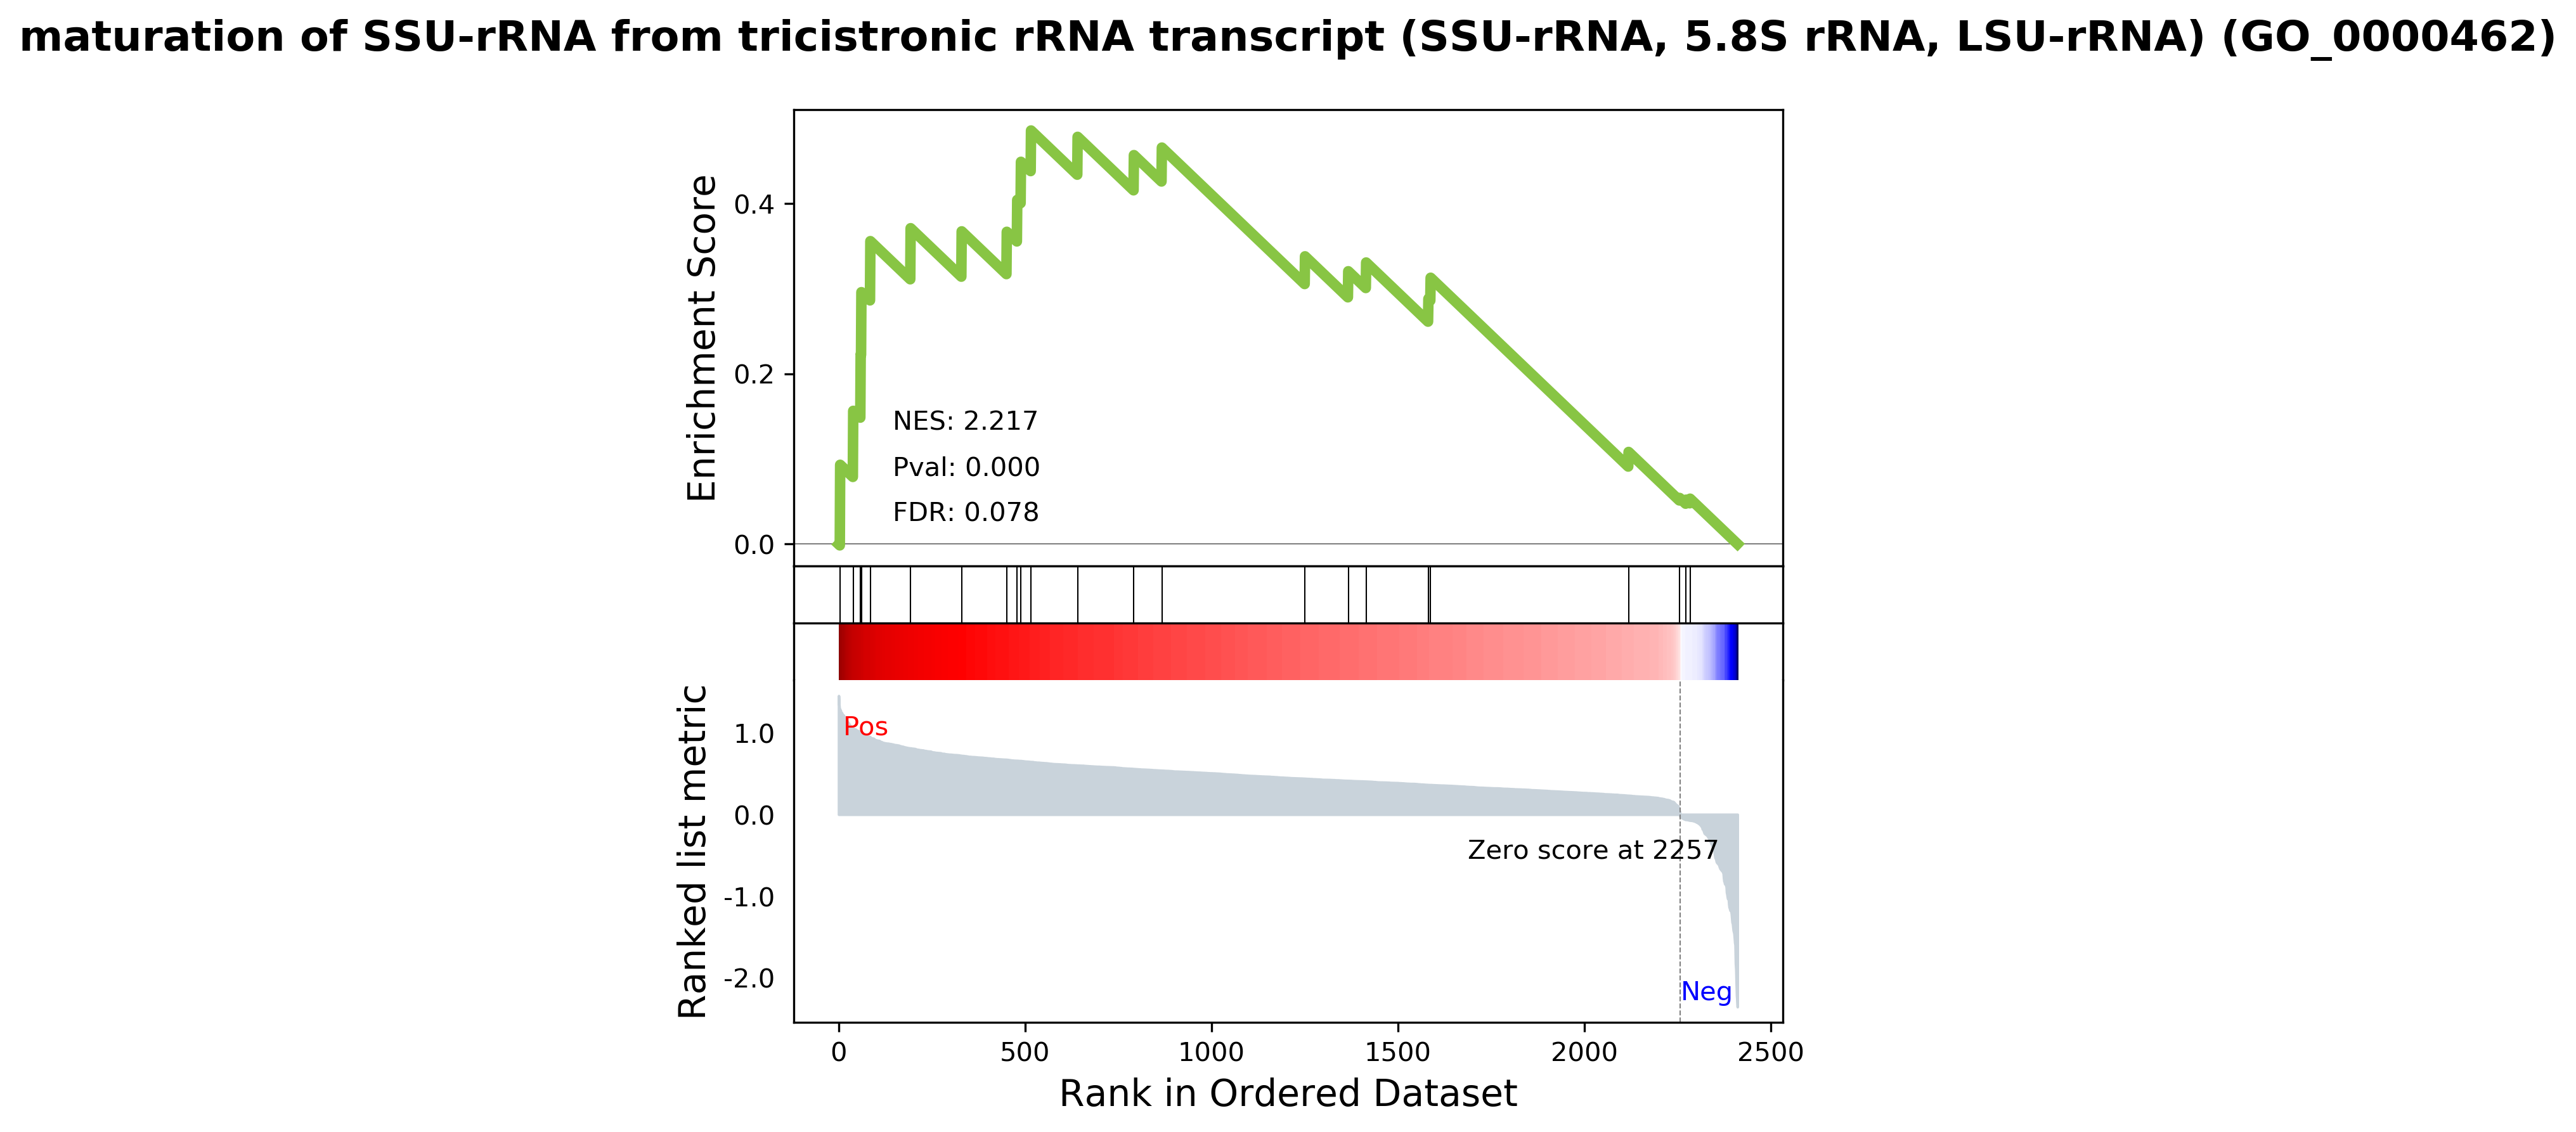 maturation of SSU-rRNA from tricistronic rRNA transcript (SSU-rRNA, 5.8S rRNA, LSU-rRNA) (GO_0000462)
Enrichment Score
0.4
0.2
0.0
NES: 2.217
Pval: 0.000
FDR: 0.078
Ranked list metric
1.0
0.0
-1.0
-2.0
Pos
Zero score at 2257
Neg
0 500 1000 1500 2000 2500
Rank in Ordered Dataset